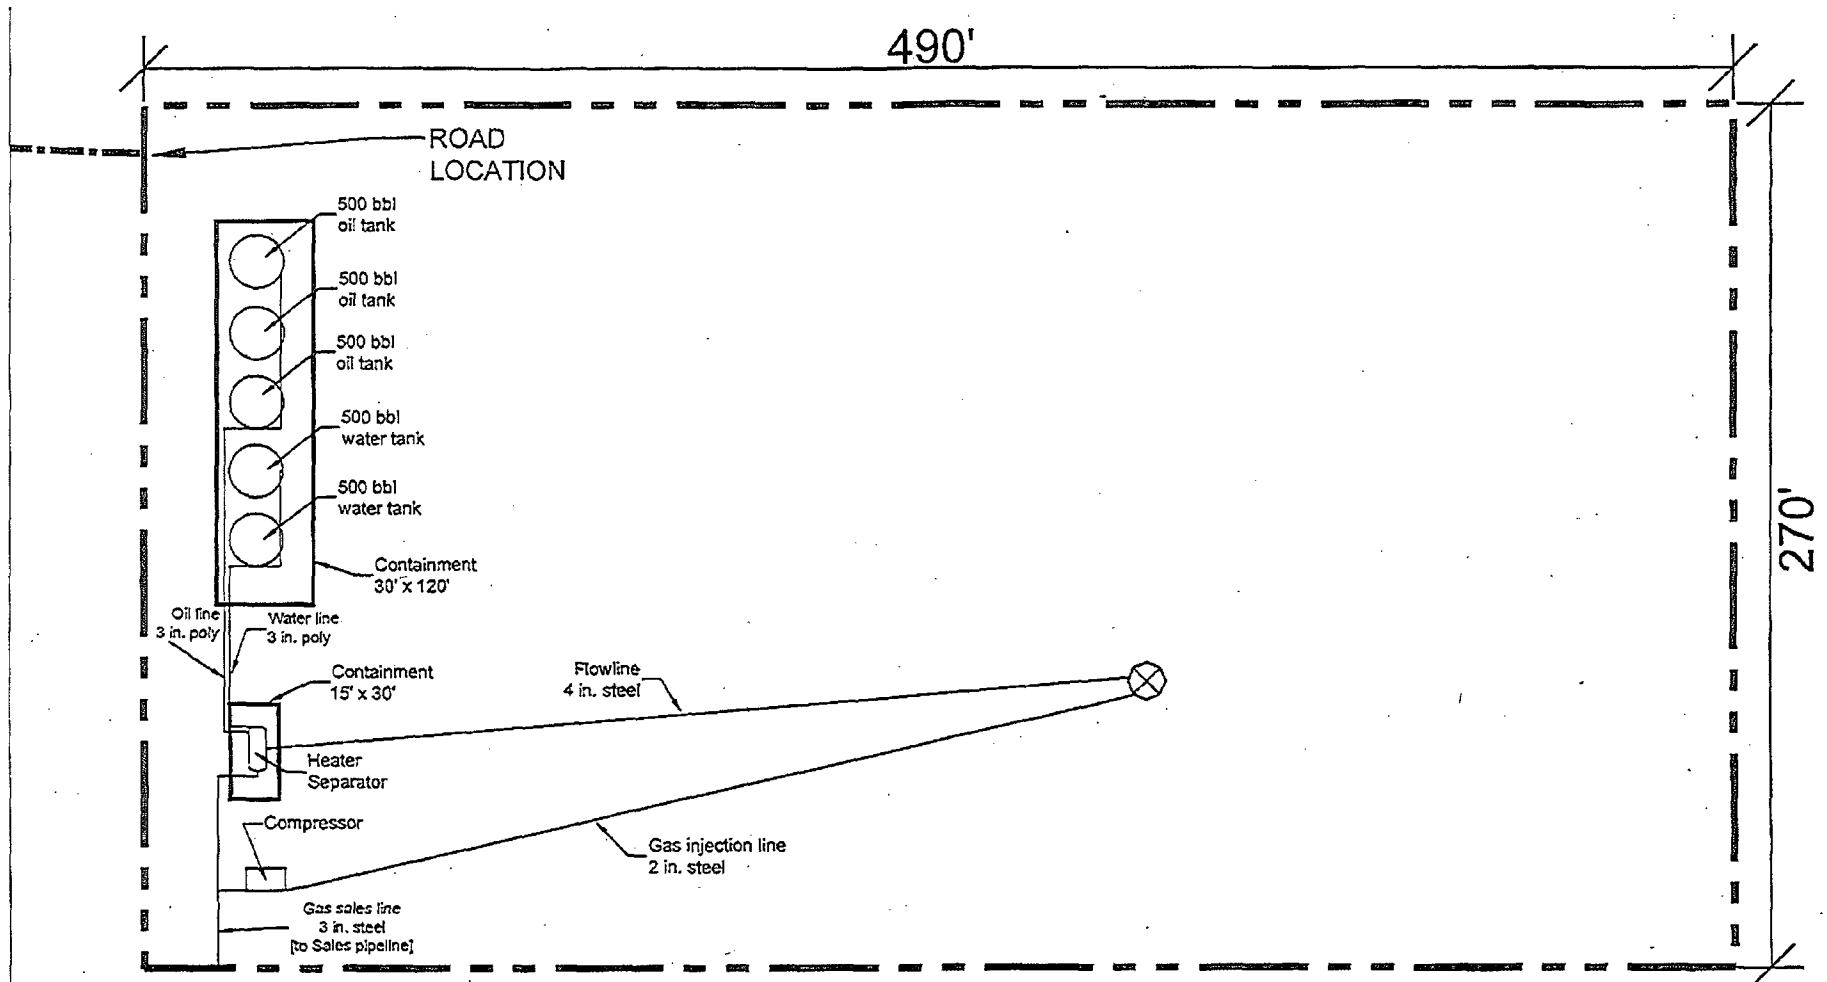 490'
ROAD
LOCATION
500 bbl
oil tank
500 bbl
oil tank
500 bbl
oil tank
500 bbl
water tank
500 bbl
water tank
Containment
30' x 120'
270'
Oil line
3 in. poly
Water line
3 in. poly
Containment
15' x 30'
Flowline
4 in. steel
Heater
Separator
Compressor
Gas injection line
2 in. steel
Gas sales line
3 in. steel
[to Sales pipeline]